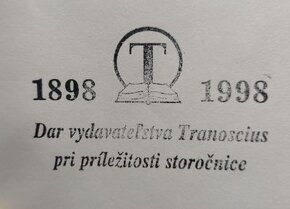 T
1898 1998
Dar vydavateľstva Tranoscius
pri príležitosti storočnice